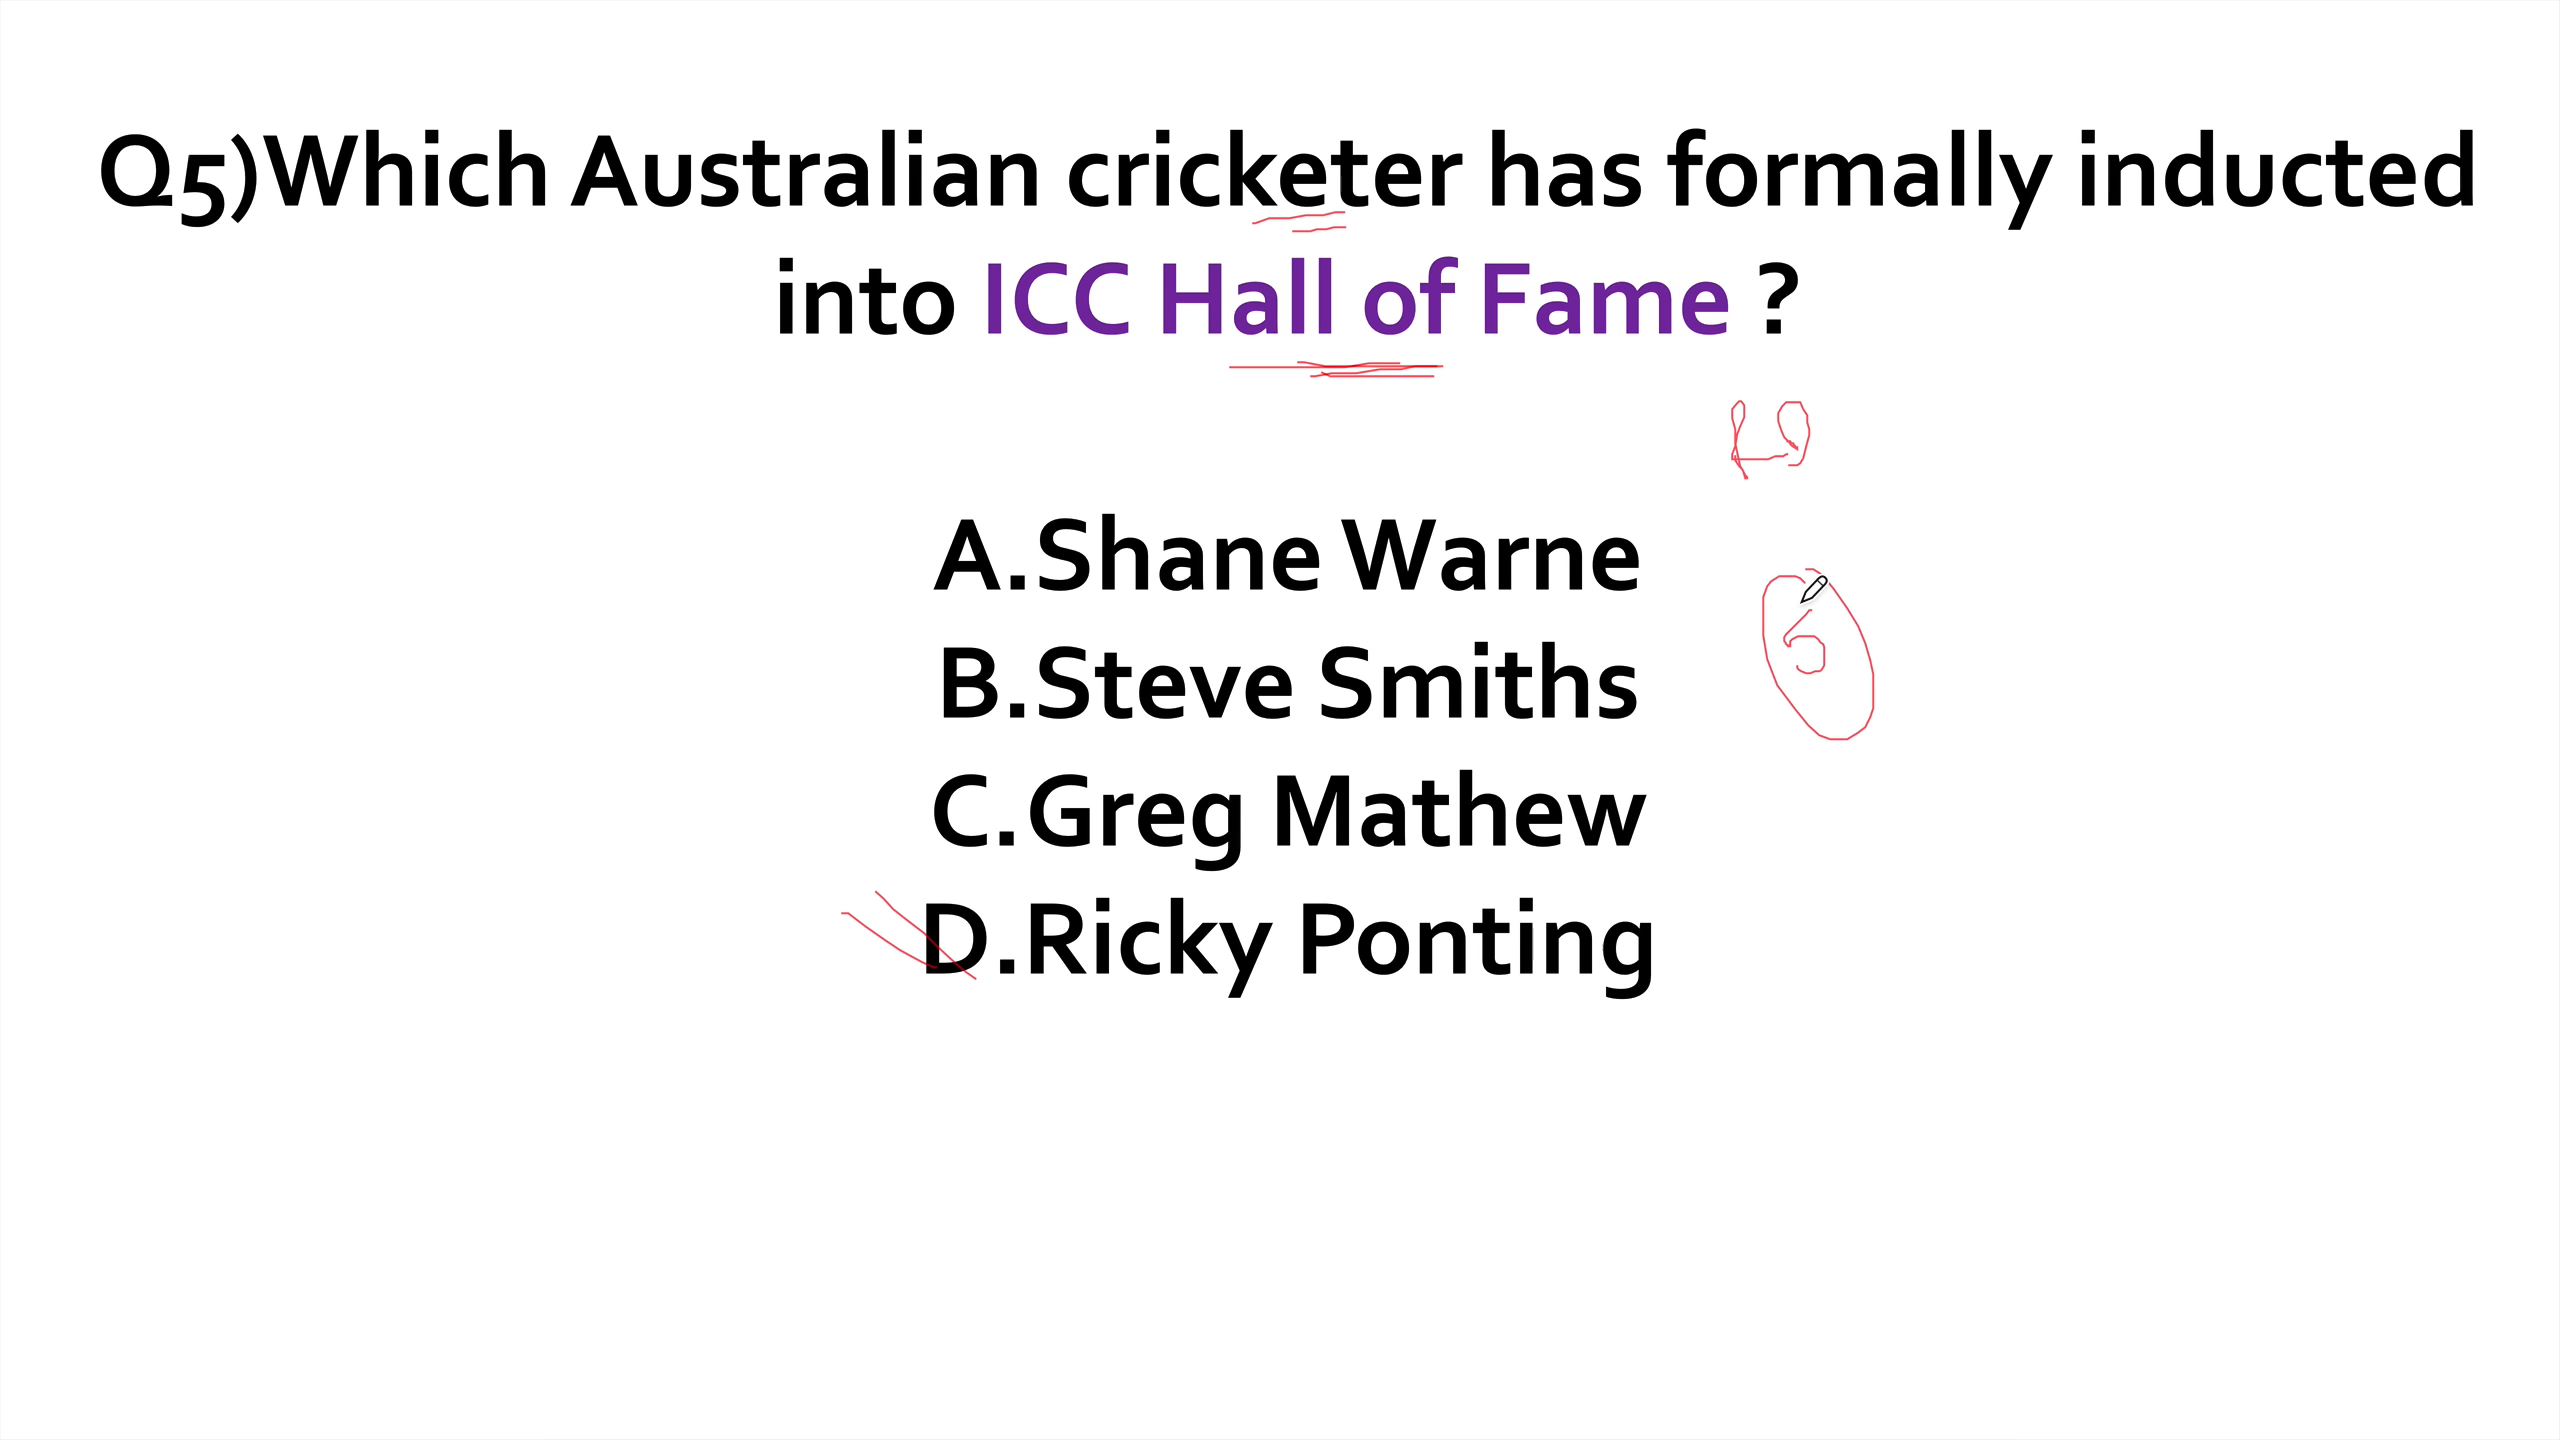 Q5)Which Australian cricketer has formally inducted
into ICC Hall of Fame ?
A.Shane Warne
B.Steve Smiths
5
C.Greg Mathew
D.Ricky Ponting